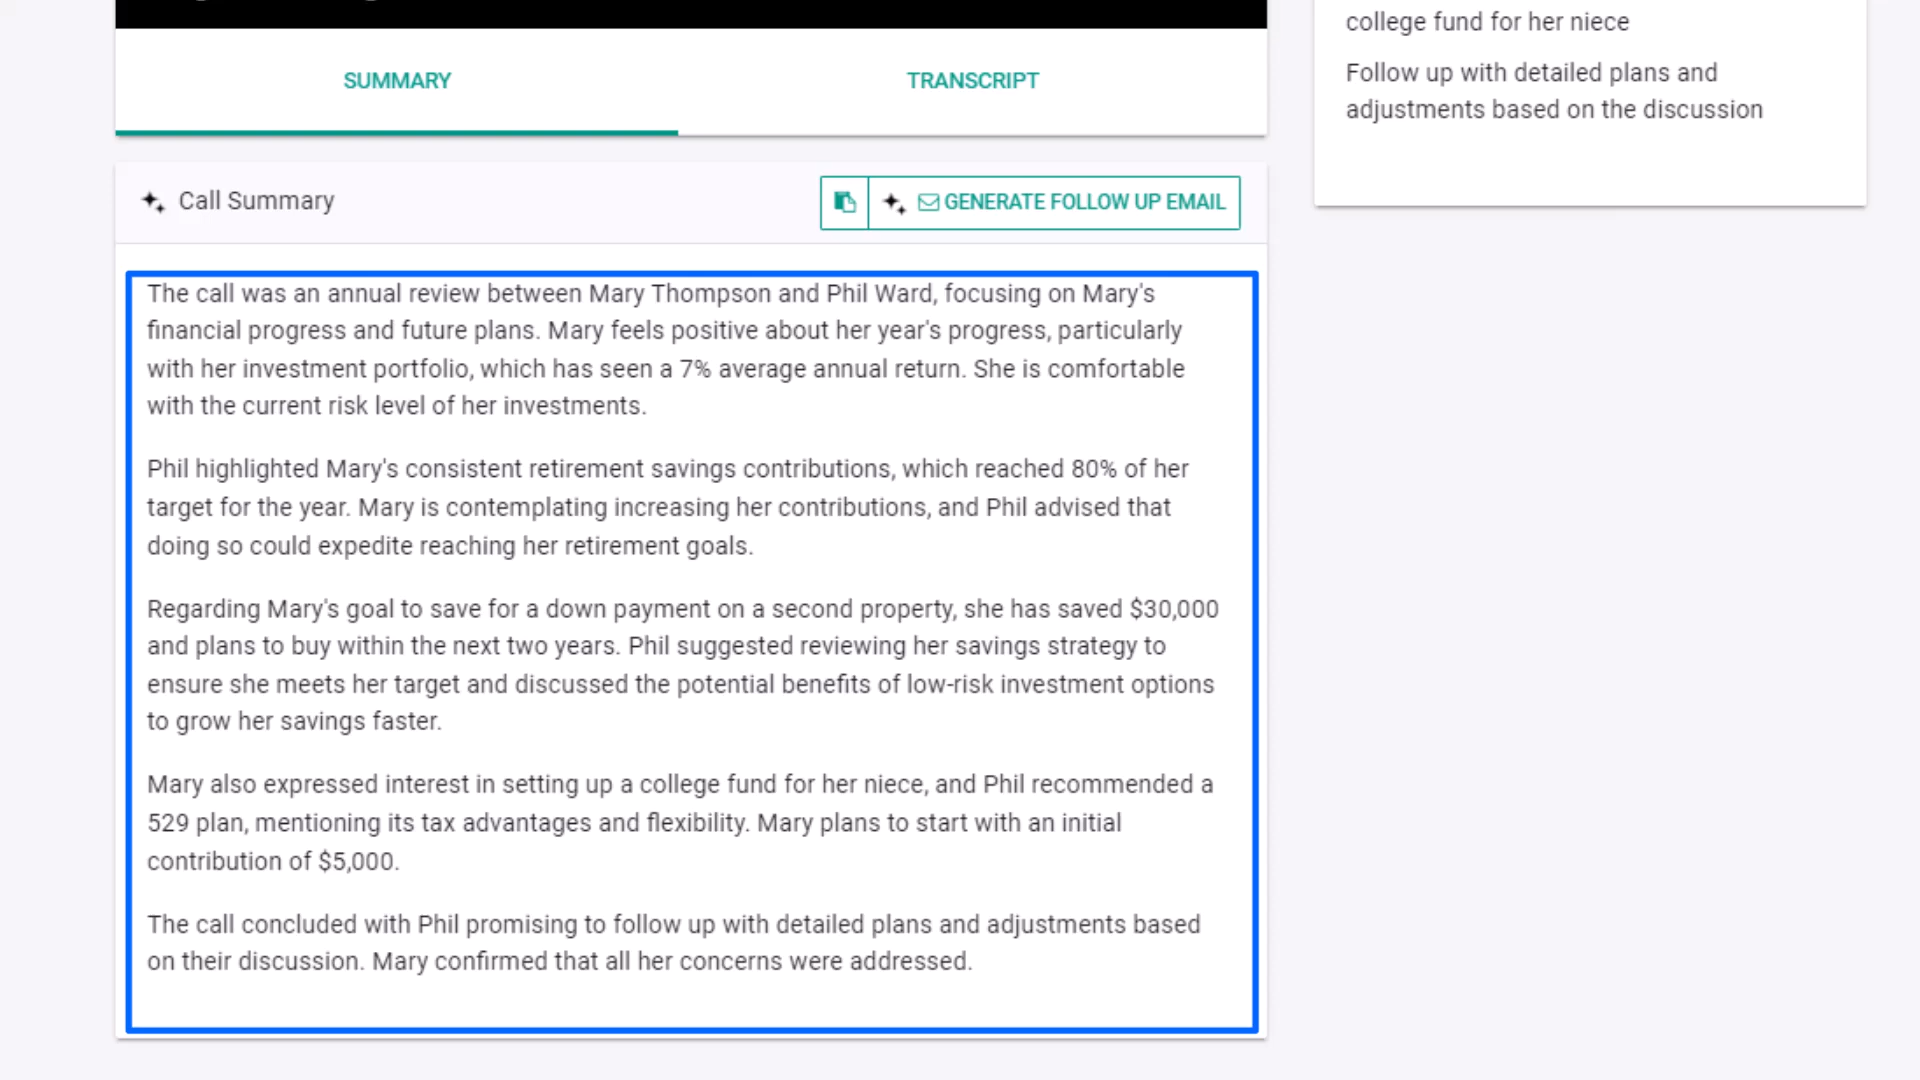 SUMMARY
TRANSCRIPT
Call Summary
GENERATE FOLLOW UP EMAIL
The call was an annual review between Mary Thompson and Phil Ward, focusing on Mary's
financial progress and future plans. Mary feels positive about her year's progress, particularly
with her investment portfolio, which has seen a 7% average annual return. She is comfortable
with the current risk level of her investments.
Phil highlighted Mary's consistent retirement savings contributions, which reached 80% of her
target for the year. Mary is contemplating increasing her contributions, and Phil advised that
doing so could expedite reaching her retirement goals.
Regarding Mary's goal to save for a down payment on a second property, she has saved $30,000
and plans to buy within the next two years. Phil suggested reviewing her savings strategy to
ensure she meets her target and discussed the potential benefits of low-risk investment options
to grow her savings faster.
Mary also expressed interest in setting up a college fund for her niece, and Phil recommended a
529 plan, mentioning its tax advantages and flexibility. Mary plans to start with an initial
contribution of $5,000.
The call concluded with Phil promising to follow up with detailed plans and adjustments based
on their discussion. Mary confirmed that all her concerns were addressed.
college fund for her niece
Follow up with detailed plans and
adjustments based on the discussion